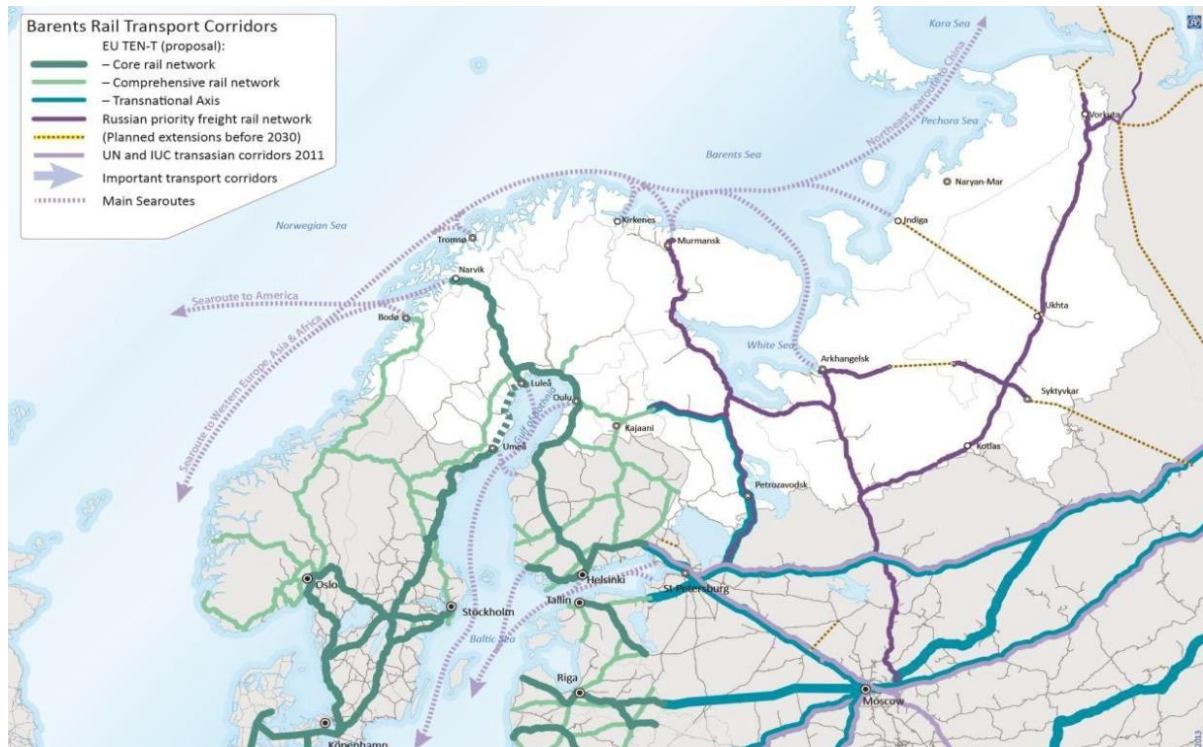 Barents Rail Transport Corridors
EU TEN-T (proposal):
– Core rail network
– Comprehensive rail network
– Transnational Axis
Russian priority freight rail network
(Planned extensions before 2030)
UN and IUC transasian corridors 2011
Important transport corridors
Main Searoutes
Kara Sea
Northeast searoute to China
Pechora Sea
Vorkuta
Barents Sea
Naryan-Mar
Norwegian Sea
Kirkenes
Indiga
Tromsø
Murmansk
Narvik
Searoute to America
Bodø
Ukhta
White Sea
Arkhangelsk
Searoute to Western Europe, Asia & Africa
Luleå
Oulu
Syktyvkar
Gulf of Bothnia
Kajaani
Umeå
Kotlas
Petrozavodsk
Oslo
Helsinki
St Petersburg
Stockholm
Tallin
Baltic Sea
Riga
Moscow
Köpenhamn